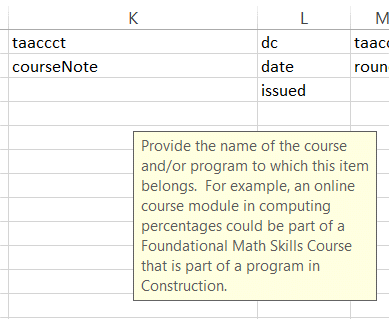 K L M
taaccct dc taacc
courseNote date roun
issued
Provide the name of the course
and/or program to which this item
belongs.  For example, an online
course module in computing
percentages could be part of a
Foundational Math Skills Course
that is part of a program in
Construction.